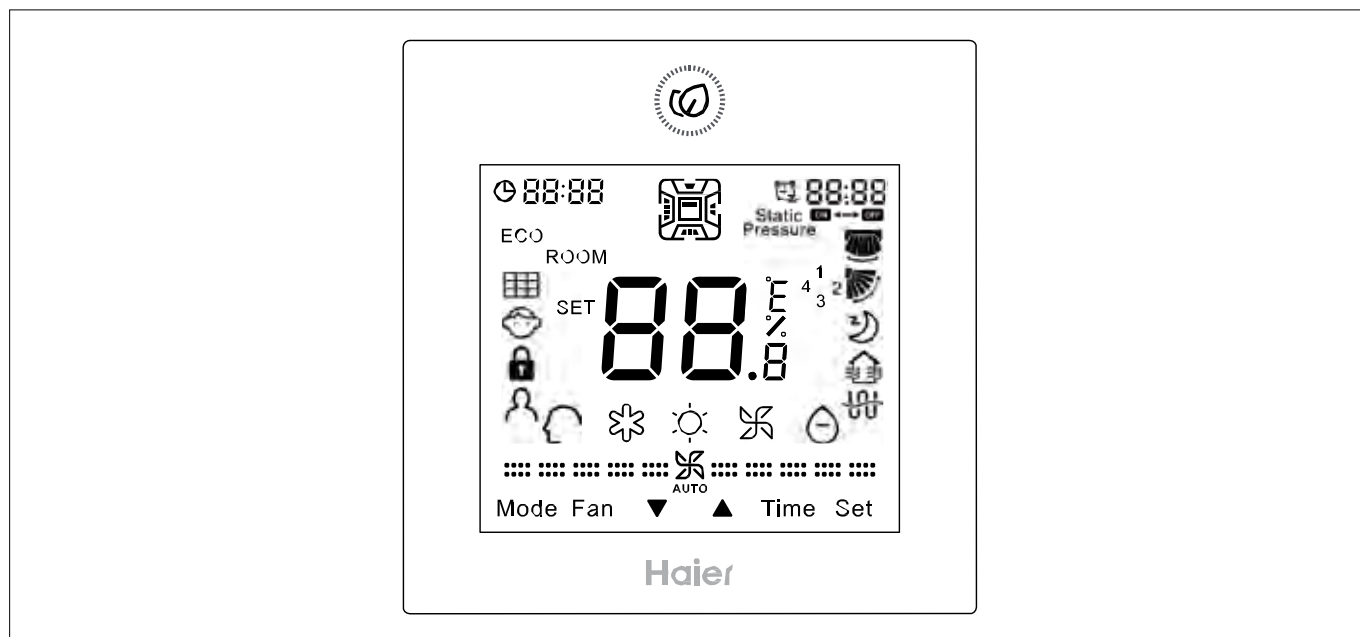 88:88 88:88
Static ON OFF
Pressure
ECO
ROOM
SET 88.8 °E % 4 1 2 3
AUTO
Mode Fan ▼ ▲ Time Set
Haier